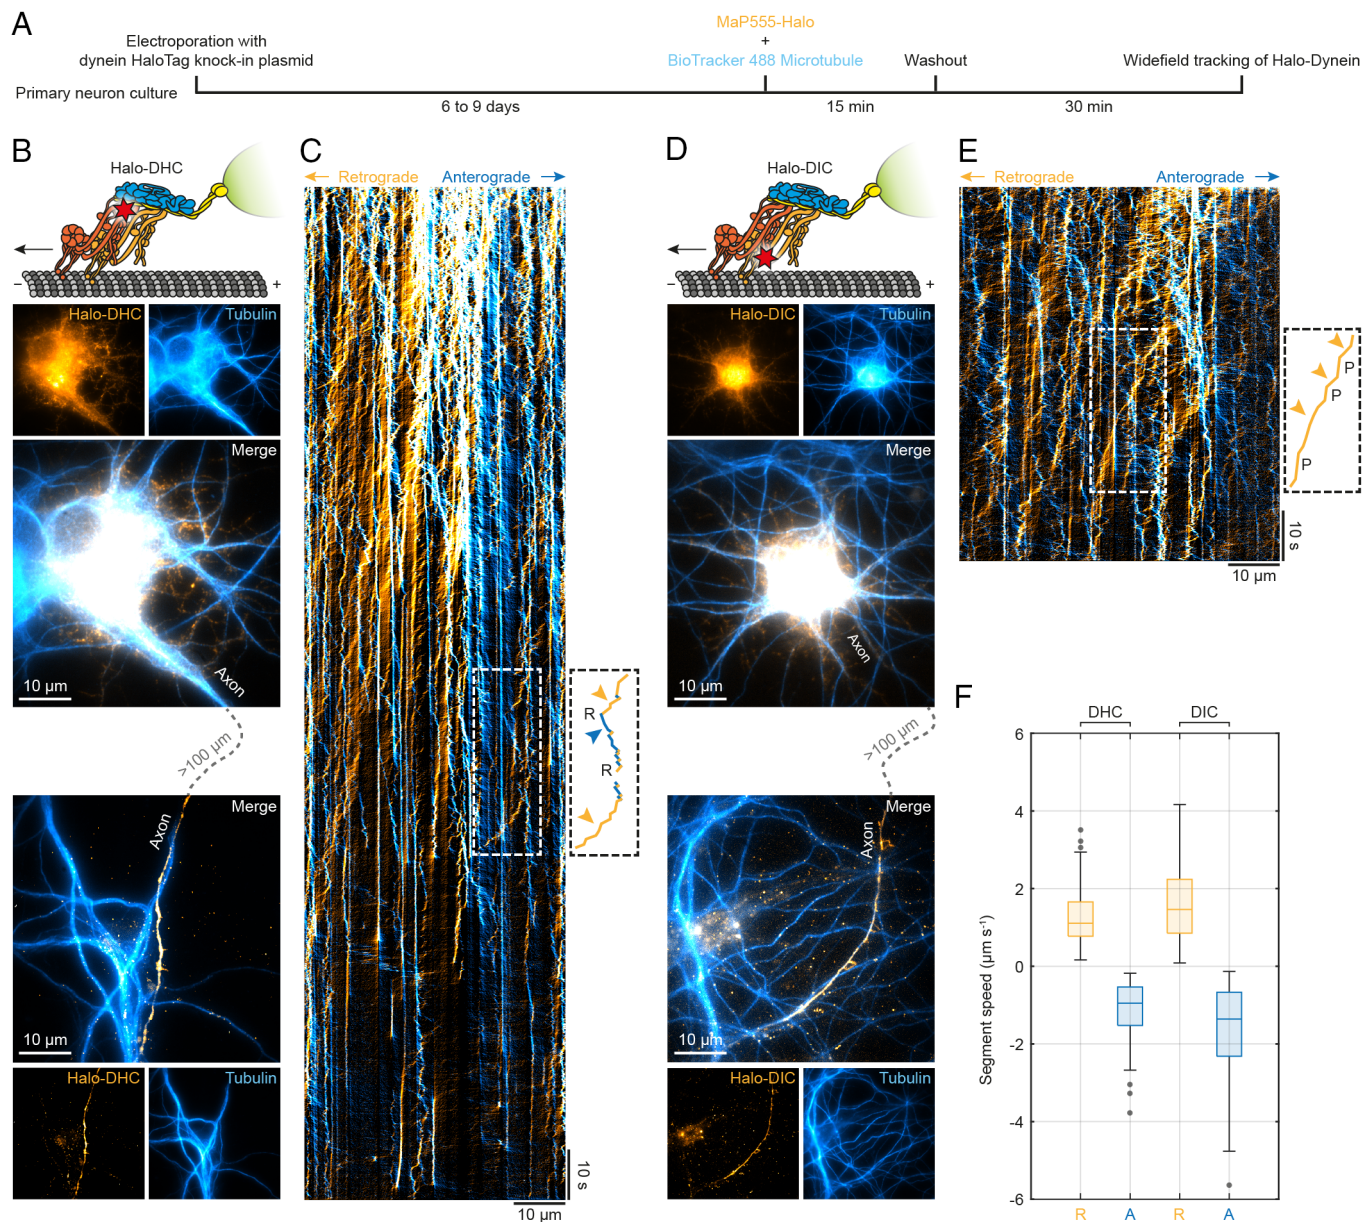 A
Electroporation with
dynein HaloTag knock-in plasmid
MaP555-Halo
+
BioTracker 488 Microtubule
Washout
Widefield tracking of Halo-Dynein
Primary neuron culture
6 to 9 days
15 min
30 min
B
Halo-DHC
− +
Halo-DHC
Tubulin
Merge
Axon
10 µm
>100 µm
Merge
Axon
10 µm
Halo-DHC
Tubulin
C
Retrograde
Anterograde
R
R
10 s
10 µm
D
Halo-DIC
− +
Halo-DIC
Tubulin
Merge
Axon
10 µm
>100 µm
Merge
Axon
10 µm
Halo-DIC
Tubulin
E
Retrograde
Anterograde
P
P
P
10 s
10 µm
F
DHC
DIC
Segment speed (µm s⁻¹)
6
4
2
0
-2
-4
-6
R
A
R
A